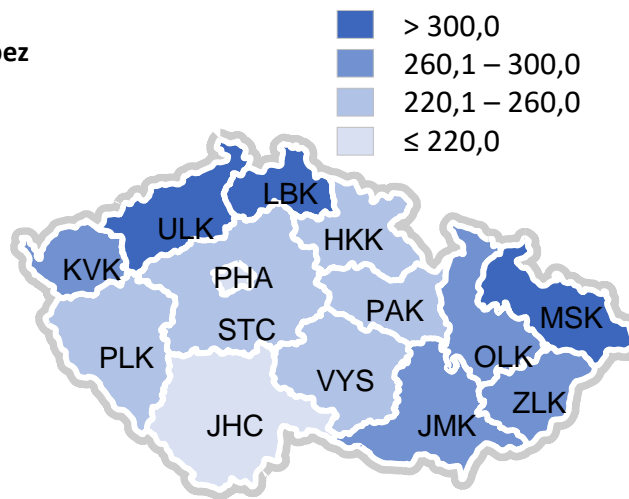 bez
> 300,0
260,1 – 300,0
220,1 – 260,0
≤ 220,0
LBK
ULK
HKK
KVK
PHA
PAK
MSK
STC
PLK
OLK
VYS
ZLK
JHC
JMK